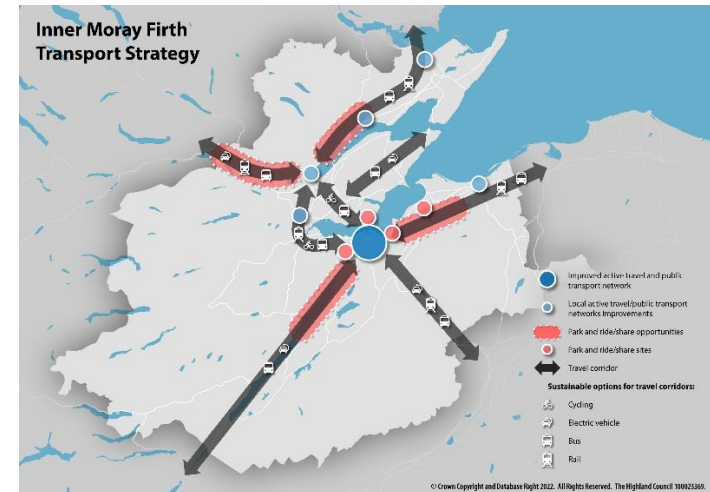 Inner Moray Firth
Transport Strategy
Improved active travel and public
transport network
Local active travel/public transport
networks improvements
Park and ride/share opportunities
Park and ride/share sites
Travel corridor
Sustainable options for travel corridors:
Cycling
Electric vehicle
Bus
Rail
© Crown Copyright and Database Right 2022. All Rights Reserved. The Highland Council 100023369.